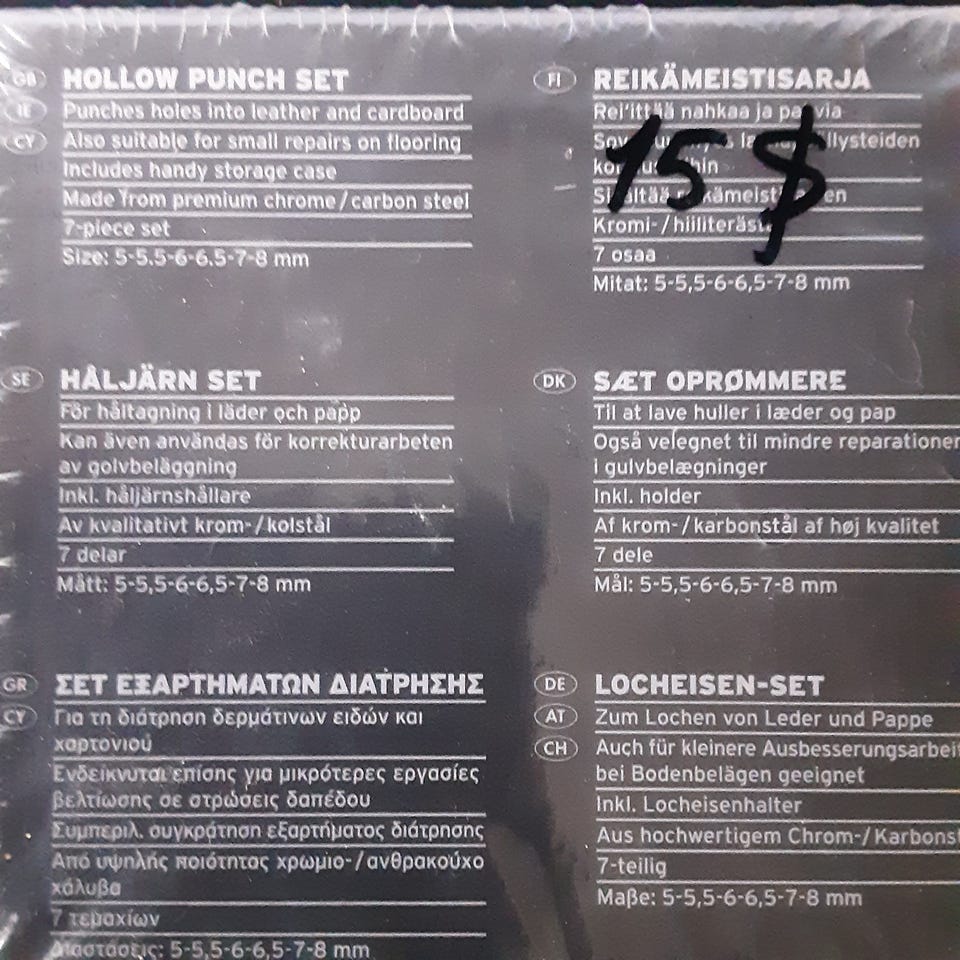 GB HOLLOW PUNCH SET
IE Punches holes into leather and cardboard
CY Also suitable for small repairs on flooring
Includes handy storage case
Made from premium chrome/carbon steel
7-piece set
Size: 5-5.5-6-6.5-7-8 mm
FI REIKÄMEISTISARJA
nahkaa ja
15 $
Kromi-/hiiliteräs
7 osaa
Mitat: 5-5,5-6-6,5-7-8 mm
SE HÅLJÄRN SET
För håltagning i läder och papp
Kan även användas för korrekturarbeten
av golvbeläggning
Inkl. håljärnshållare
Av kvalitativt krom-/kolstål
7 delar
Mått: 5-5,5-6-6,5-7-8 mm
DK SÆT OPRØMMERE
Til at lave huller i læder og pap
Også velegnet til mindre reparationer
i gulvbelægninger
Inkl. holder
Af krom-/karbonstål af høj kvalitet
7 dele
Mål: 5-5,5-6-6,5-7-8 mm
GR ΣΕΤ ΕΞΑΡΤΗΜΑΤΩΝ ΔΙΑΤΡΗΣΗΣ
CY Για τη διάτρηση δερμάτινων ειδών και
χαρτονιού
Ενδείκνυται επίσης για μικρότερες εργασίες
βελτίωσης σε στρώσεις δαπέδου
Συμπεριλ. συγκράτηση εξαρτήματος διάτρησης
Από υψηλής ποιότητας χρωμιο-/ανθρακούχο
χάλυβα
7 τεμαχίων
Διαστάσεις: 5-5,5-6-6,5-7-8 mm
DE LOCHEISEN-SET
AT Zum Lochen von Leder und Pappe
CH Auch für kleinere Ausbesserungsarbei
bei Bodenbelägen geeignet
Inkl. Locheisenhalter
Aus hochwertigem Chrom-/Karbonst
7-teilig
Maße: 5-5,5-6-6,5-7-8 mm